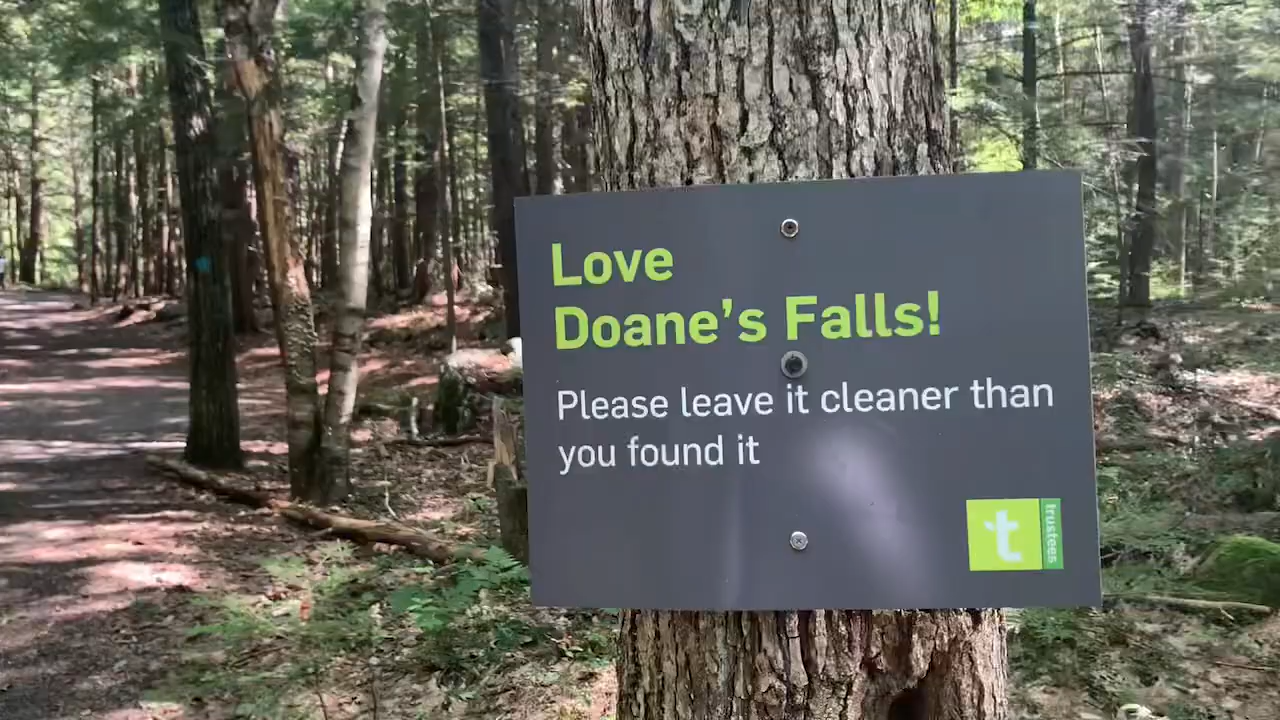 Love
Doane's Falls!
Please leave it cleaner than
you found it
t
trustees